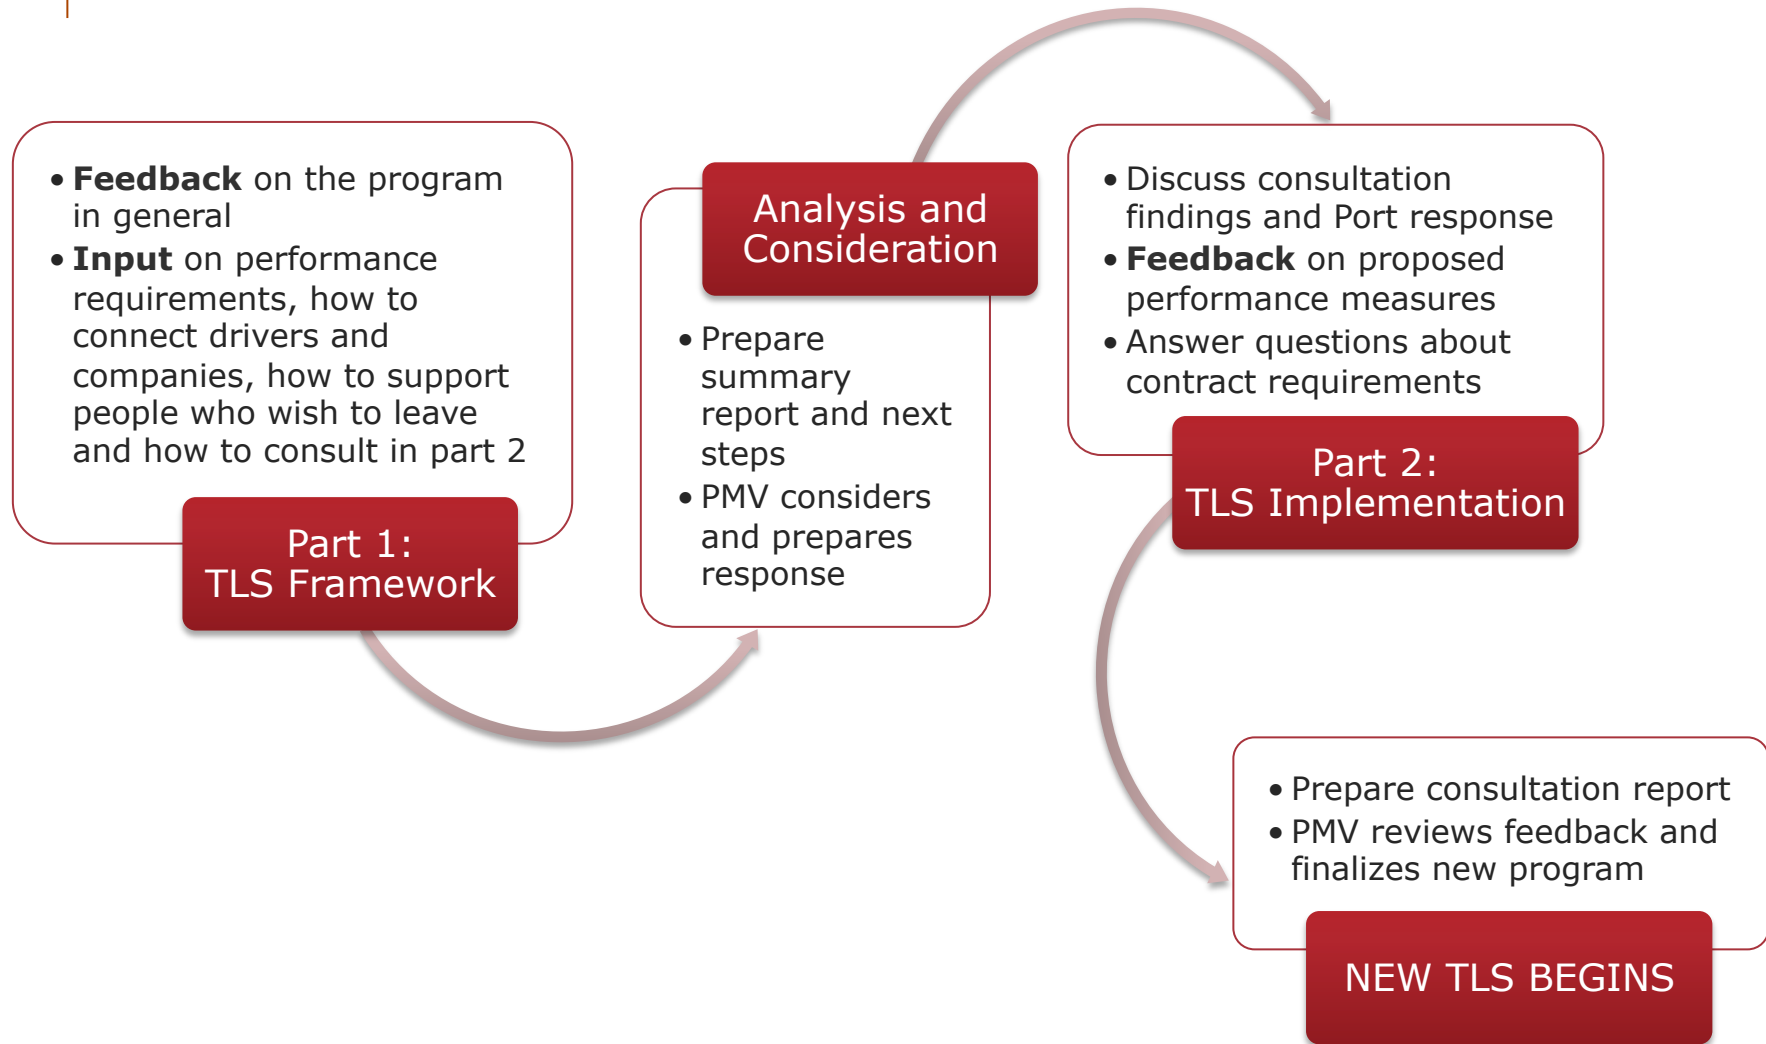 • Feedback on the program
in general
• Input on performance
requirements, how to
connect drivers and
companies, how to support
people who wish to leave
and how to consult in part 2
Part 1:
TLS Framework
Analysis and
Consideration
• Prepare
summary
report and next
steps
• PMV considers
and prepares
response
• Discuss consultation
findings and Port response
• Feedback on proposed
performance measures
• Answer questions about
contract requirements
Part 2:
TLS Implementation
• Prepare consultation report
• PMV reviews feedback and
finalizes new program
NEW TLS BEGINS